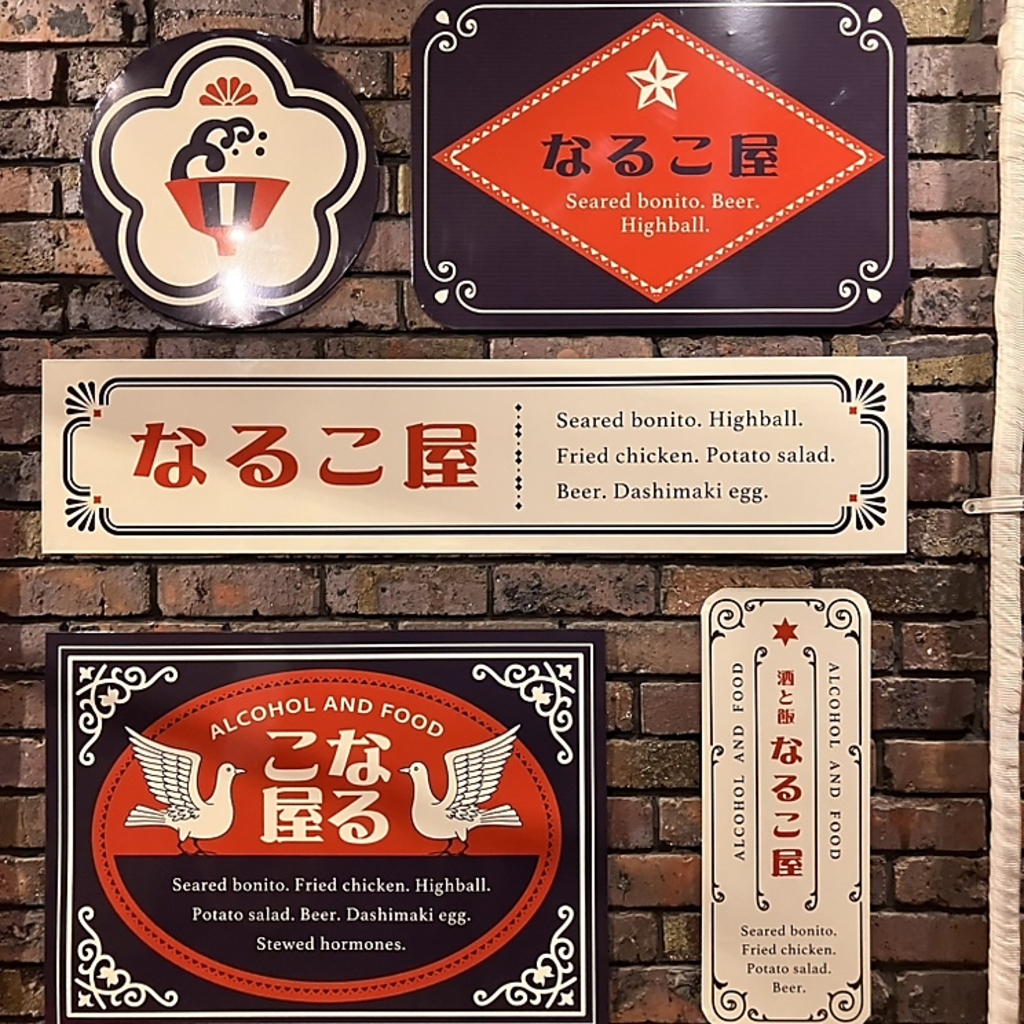 なるこ屋
Seared bonito. Beer.
Highball.
なるこ屋
Seared bonito. Highball.
Fried chicken. Potato salad.
Beer. Dashimaki egg.
ALCOHOL AND FOOD
なる
こ屋
Seared bonito. Fried chicken. Highball.
Potato salad. Beer. Dashimaki egg.
Stewed hormones.
ALCOHOL AND FOOD
酒と飯 なるこ屋
ALCOHOL AND FOOD
Seared bonito.
Fried chicken.
Potato salad.
Beer.